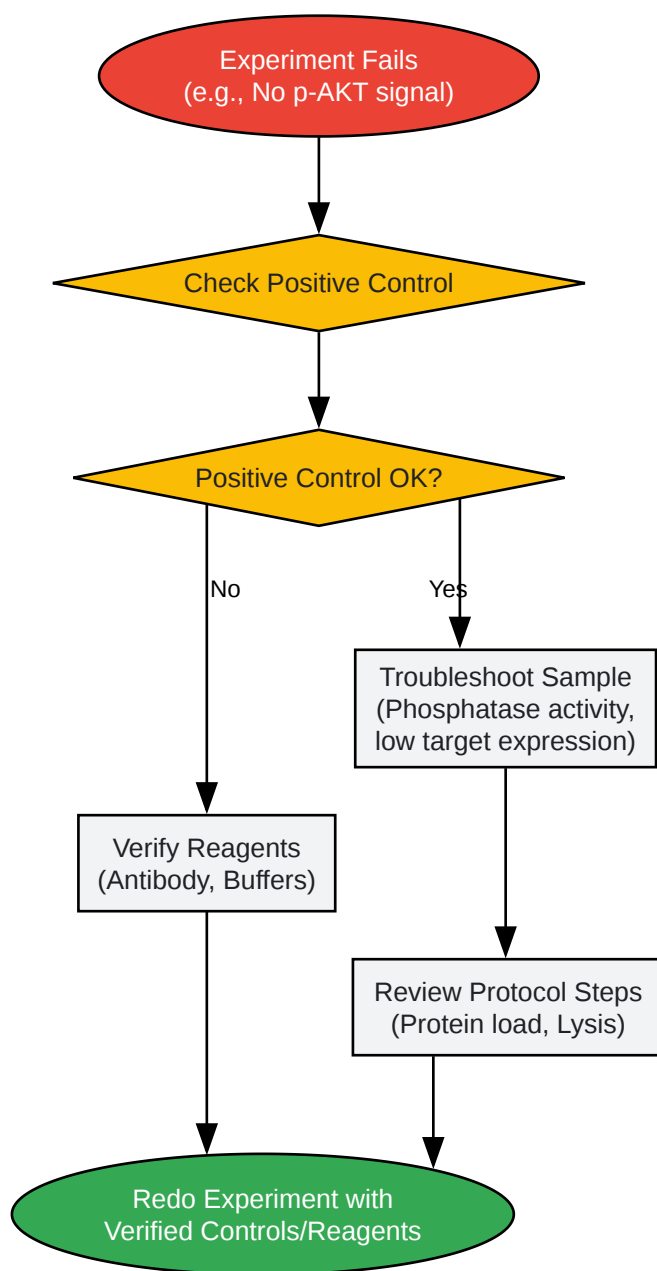 Experiment Fails
(e.g., No p-AKT signal)
Check Positive Control
Positive Control OK?
No
Yes
Troubleshoot Sample
(Phosphatase activity,
low target expression)
Verify Reagents
(Antibody, Buffers)
Review Protocol Steps
(Protein load, Lysis)
Redo Experiment with
Verified Controls/Reagents